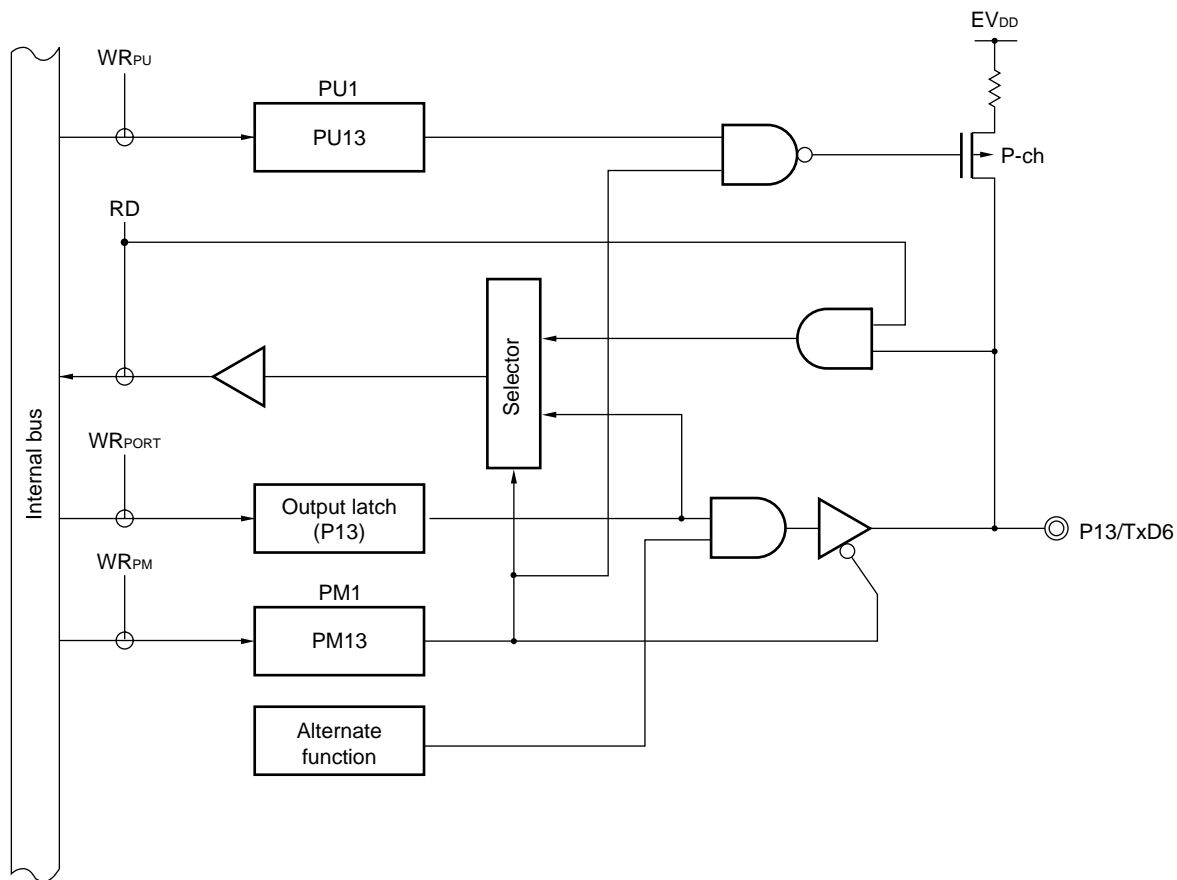 EVDD
WRPU
PU1
PU13
P-ch
RD
Selector
Internal bus
WRPORT
Output latch
(P13)
P13/TxD6
WRPM
PM1
PM13
Alternate
function